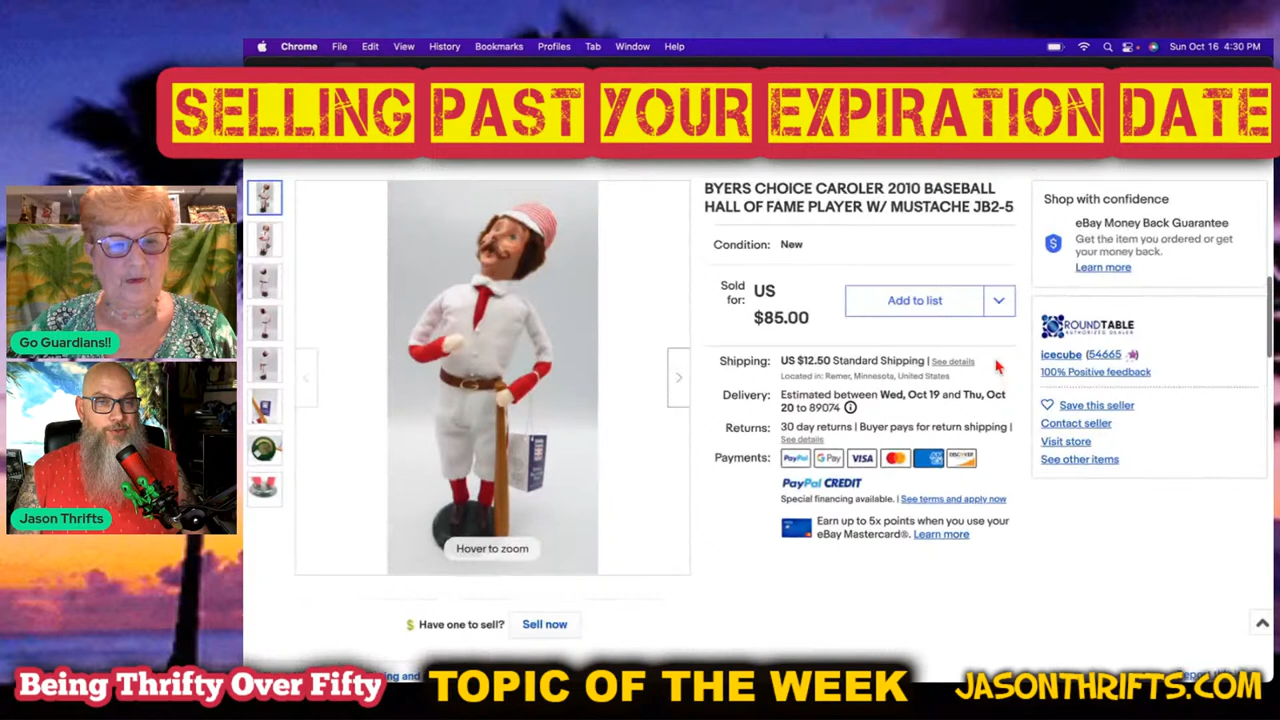 Chrome File Edit View History Bookmarks Profiles Tab Window Help
Sun Oct 16 4:30 PM
SELLING PAST YOUR EXPIRATION DATE
BYERS CHOICE CAROLER 2010 BASEBALL
HALL OF FAME PLAYER W/ MUSTACHE JB2-5
Condition: New
Sold for: US $85.00
Add to list
Shipping: US $12.50 Standard Shipping | See details
Located in: Remer, Minnesota, United States
Delivery: Estimated between Wed, Oct 19 and Thu, Oct
20 to 89074
Returns: 30 day returns | Buyer pays for return shipping |
See details
Payments: PayPal G Pay VISA MasterCard DISCOVER
PayPal CREDIT
Special financing available. | See terms and apply now
Earn up to 5x points when you use your
eBay Mastercard®. Learn more
Shop with confidence
eBay Money Back Guarantee
Get the item you ordered or get
your money back.
Learn more
ROUNDTABLE
AUTHORIZED DEALER
icecube (54665)
100% Positive feedback
Save this seller
Contact seller
Visit store
See other items
Hover to zoom
Have one to sell? Sell now
Go Guardians!!
Jason Thrifts
Being Thrifty Over Fifty
TOPIC OF THE WEEK
JASONTHRIFTS.COM